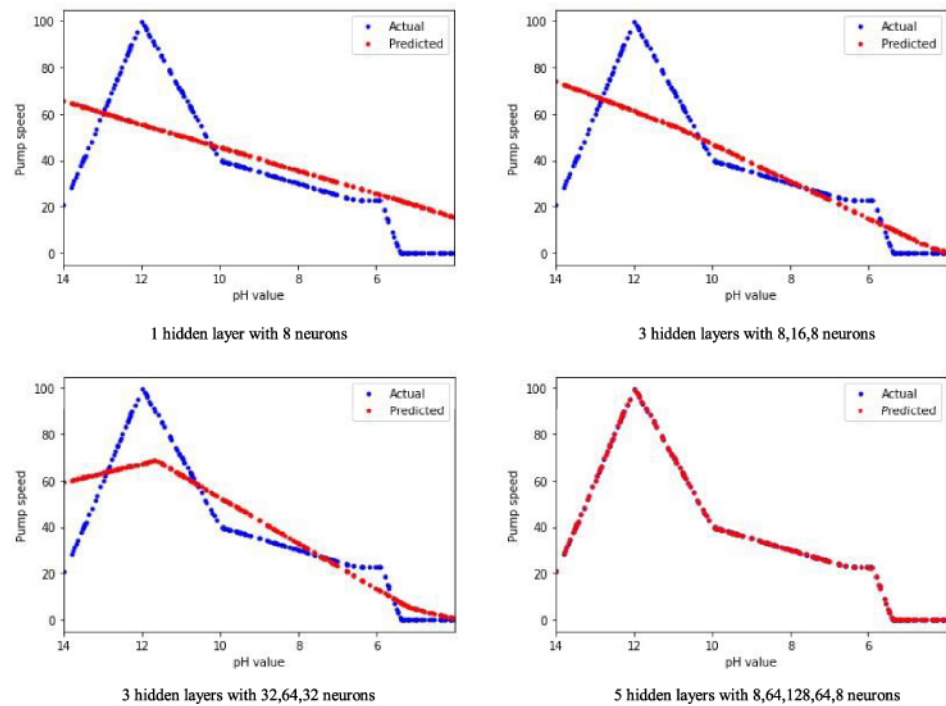 Actual
Predicted
100
80
60
40
20
0
Pump speed
14
12
10
8
6
pH value
1 hidden layer with 8 neurons
Actual
Predicted
100
80
60
40
20
0
Pump speed
14
12
10
8
6
pH value
3 hidden layers with 8,16,8 neurons
Actual
Predicted
100
80
60
40
20
0
Pump speed
14
12
10
8
6
pH value
3 hidden layers with 32,64,32 neurons
Actual
Predicted
100
80
60
40
20
0
Pump speed
14
12
10
8
6
pH value
5 hidden layers with 8,64,128,64,8 neurons